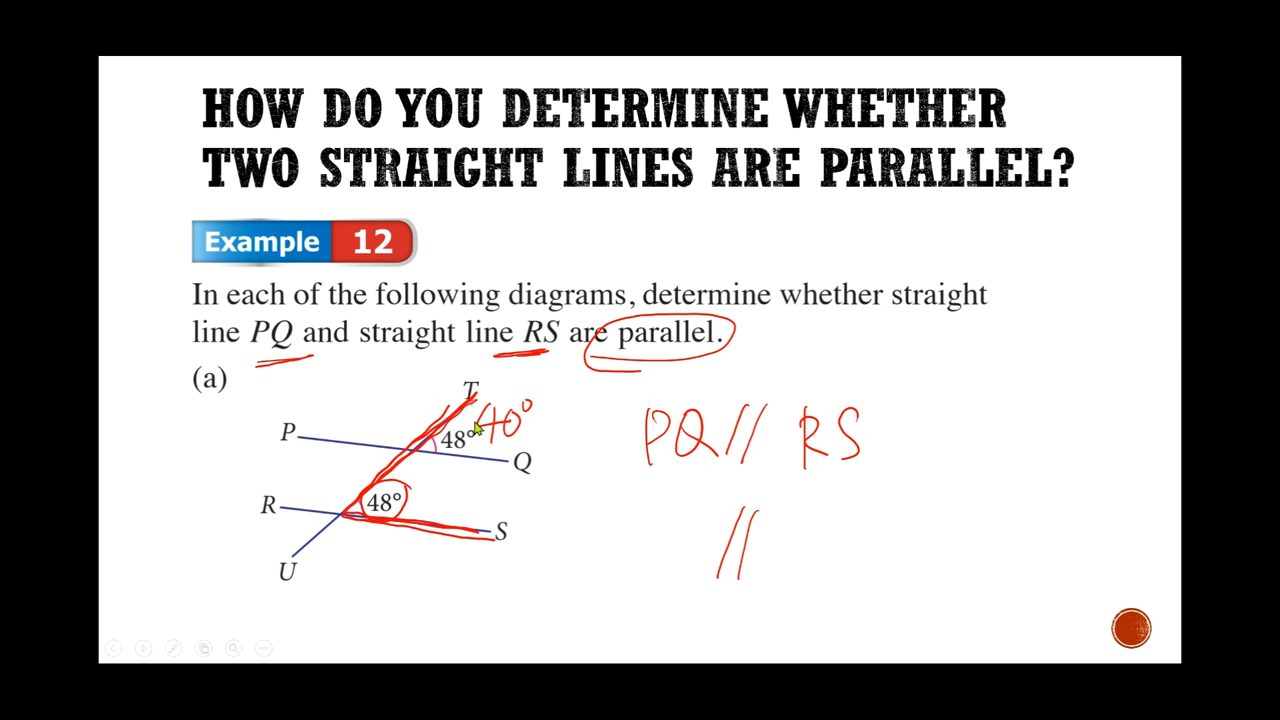 HOW DO YOU DETERMINE WHETHER
TWO STRAIGHT LINES ARE PARALLEL?
Example 12
In each of the following diagrams, determine whether straight
line PQ and straight line RS are parallel.
(a)
T
40°
P
48°
Q
PQ // RS
R
48°
S
//
U